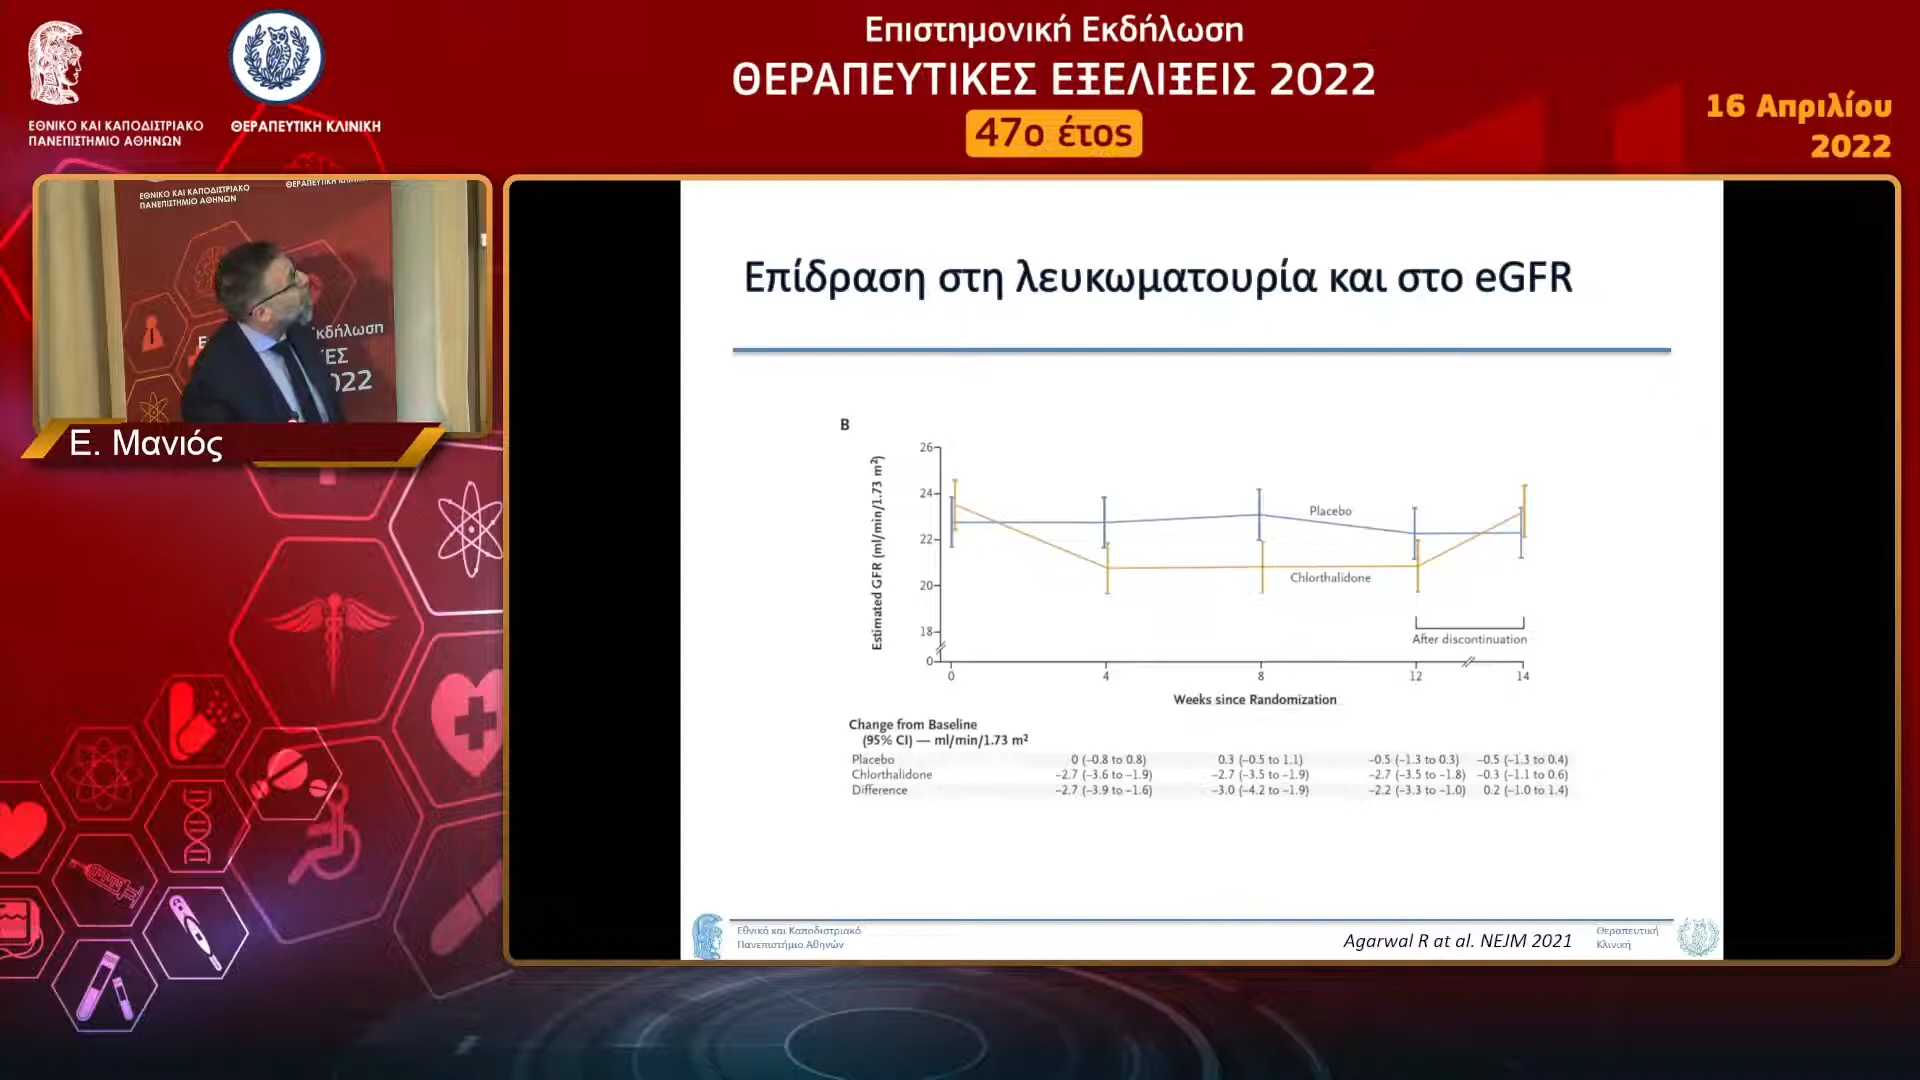 Επιστημονική Εκδήλωση
ΘΕΡΑΠΕΥΤΙΚΕΣ ΕΞΕΛΙΞΕΙΣ 2022
47ο έτος
16 Απριλίου
2022
ΕΘΝΙΚΟ ΚΑΙ ΚΑΠΟΔΙΣΤΡΙΑΚΟ
ΠΑΝΕΠΙΣΤΗΜΙΟ ΑΘΗΝΩΝ
ΘΕΡΑΠΕΥΤΙΚΗ ΚΛΙΝΙΚΗ
ΕΘΝΙΚΟ ΚΑΙ ΚΑΠΟΔΙΣΤΡΙΑΚΟ
ΠΑΝΕΠΙΣΤΗΜΙΟ ΑΘΗΝΩΝ
κδήλωση
ΕΣ
022
Ε. Μανιός
Επίδραση στη λευκωματουρία και στο eGFR
B
Estimated GFR (ml/min/1.73 m²)
26
24
22
20
18
0
Placebo
Chlorthalidone
After discontinuation
0 4 8 12 14
Weeks since Randomization
Change from Baseline
(95% CI) — ml/min/1.73 m²
Placebo 0 (–0.8 to 0.8) 0.3 (–0.5 to 1.1) –0.5 (–1.3 to 0.3) –0.5 (–1.3 to 0.4)
Chlorthalidone –2.7 (–3.6 to –1.9) –2.7 (–3.5 to –1.9) –2.7 (–3.5 to –1.8) –0.3 (–1.1 to 0.6)
Difference –2.7 (–3.9 to –1.6) –3.0 (–4.2 to –1.9) –2.2 (–3.3 to –1.0) 0.2 (–1.0 to 1.4)
Εθνικό και Καποδιστριακό
Πανεπιστήμιο Αθηνών
Agarwal R at al. NEJM 2021
Θεραπευτική
Κλινική